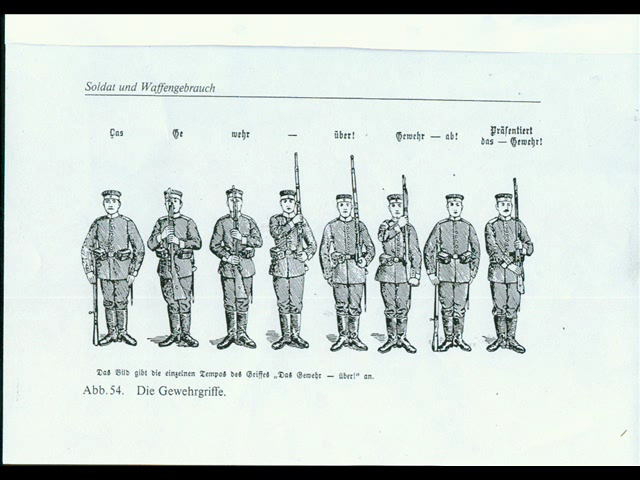 Soldat und Waffengebrauch
Das Ge wehr — über! Gewehr — ab! Präsentiert
das — Gewehr!
Das Bild gibt die einzelnen Tempos des Griffes „Das Gewehr — über!“ an.
Abb. 54. Die Gewehrgriffe.